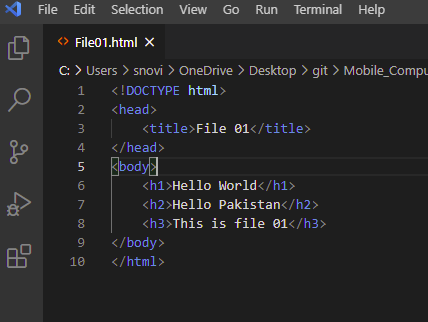 File Edit Selection View Go Run Terminal Help
File01.html
C: > Users > snovi > OneDrive > Desktop > git > Mobile_Compu
1 <!DOCTYPE html>
2 <head>
3     <title>File 01</title>
4 </head>
5 <body>
6     <h1>Hello World</h1>
7     <h2>Hello Pakistan</h2>
8     <h3>This is file 01</h3>
9 </body>
10 </html>